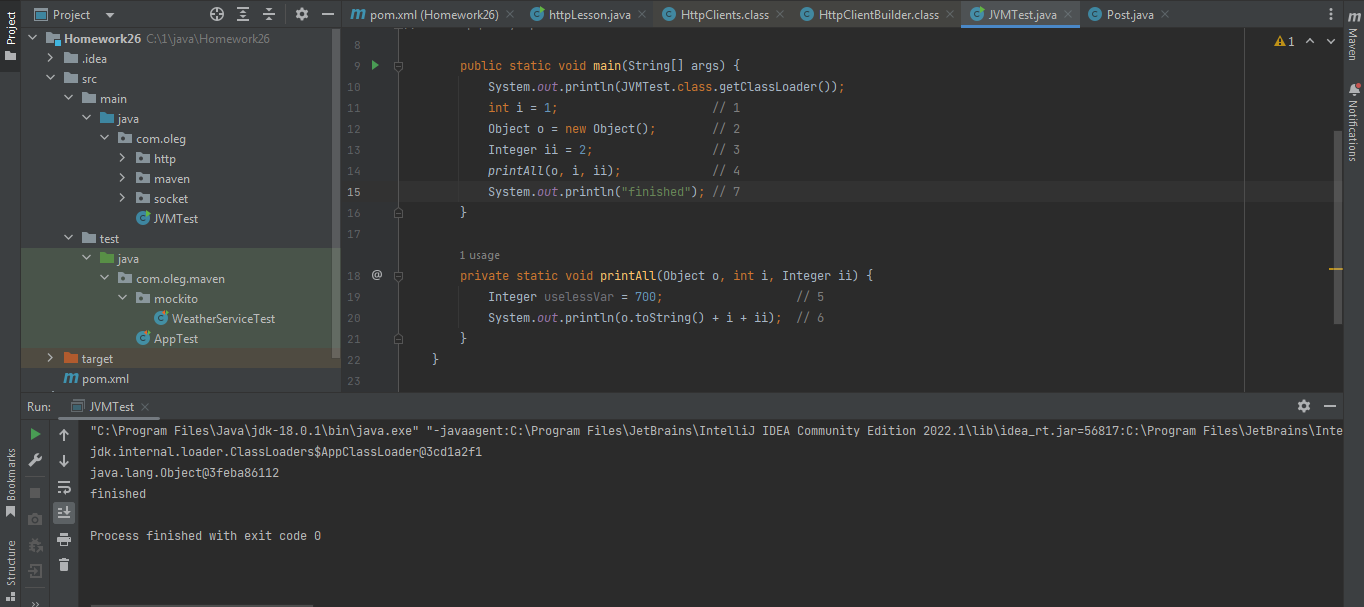 Project
pom.xml (Homework26)
httpLesson.java
HttpClients.class
HttpClientBuilder.class
JVMTest.java
Post.java
Project
Bookmarks
Structure
Maven
Notifications
Homework26 C:\1\java\Homework26
.idea
src
main
java
com.oleg
http
maven
socket
JVMTest
test
java
com.oleg.maven
mockito
WeatherServiceTest
AppTest
target
pom.xml
1
8
9 public static void main(String[] args) {
10 System.out.println(JVMTest.class.getClassLoader());
11 int i = 1; // 1
12 Object o = new Object(); // 2
13 Integer ii = 2; // 3
14 printAll(o, i, ii); // 4
15 System.out.println("finished"); // 7
16 }
17
1 usage
18 @ private static void printAll(Object o, int i, Integer ii) {
19 Integer uselessVar = 700; // 5
20 System.out.println(o.toString() + i + ii); // 6
21 }
22 }
23
Run: JVMTest
"C:\Program Files\Java\jdk-18.0.1\bin\java.exe" "-javaagent:C:\Program Files\JetBrains\IntelliJ IDEA Community Edition 2022.1\lib\idea_rt.jar=56817:C:\Program Files\JetBrains\Inte
jdk.internal.loader.ClassLoaders$AppClassLoader@3cd1a2f1
java.lang.Object@3feba86112
finished
Process finished with exit code 0